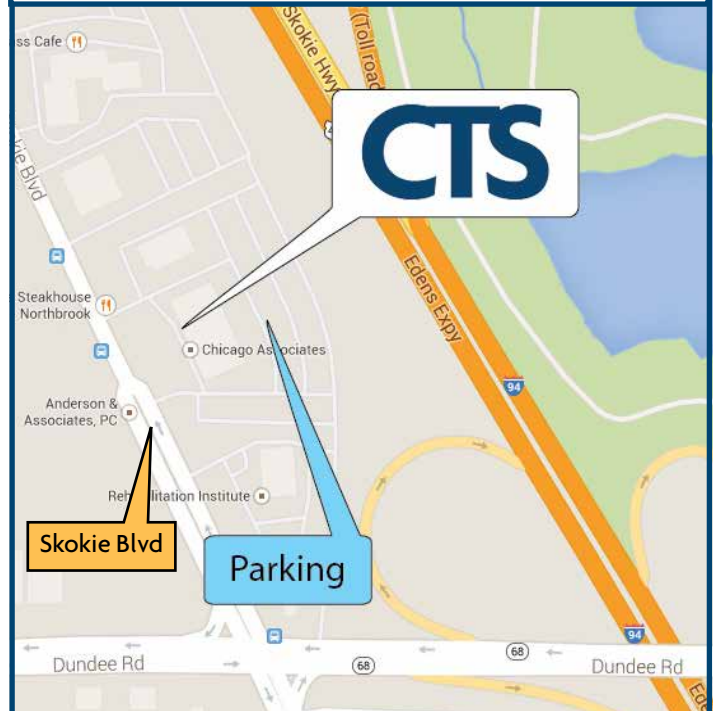 ss Cafe
Skokie Hwy
(Toll road
CTS
kie Blvd
Edens Expy
Steakhouse
Northbrook
Chicago Associates
94
Anderson &
Associates, PC
Rehabilitation Institute
Skokie Blvd
Parking
94
68
68
Dundee Rd
Dundee Rd
Ede